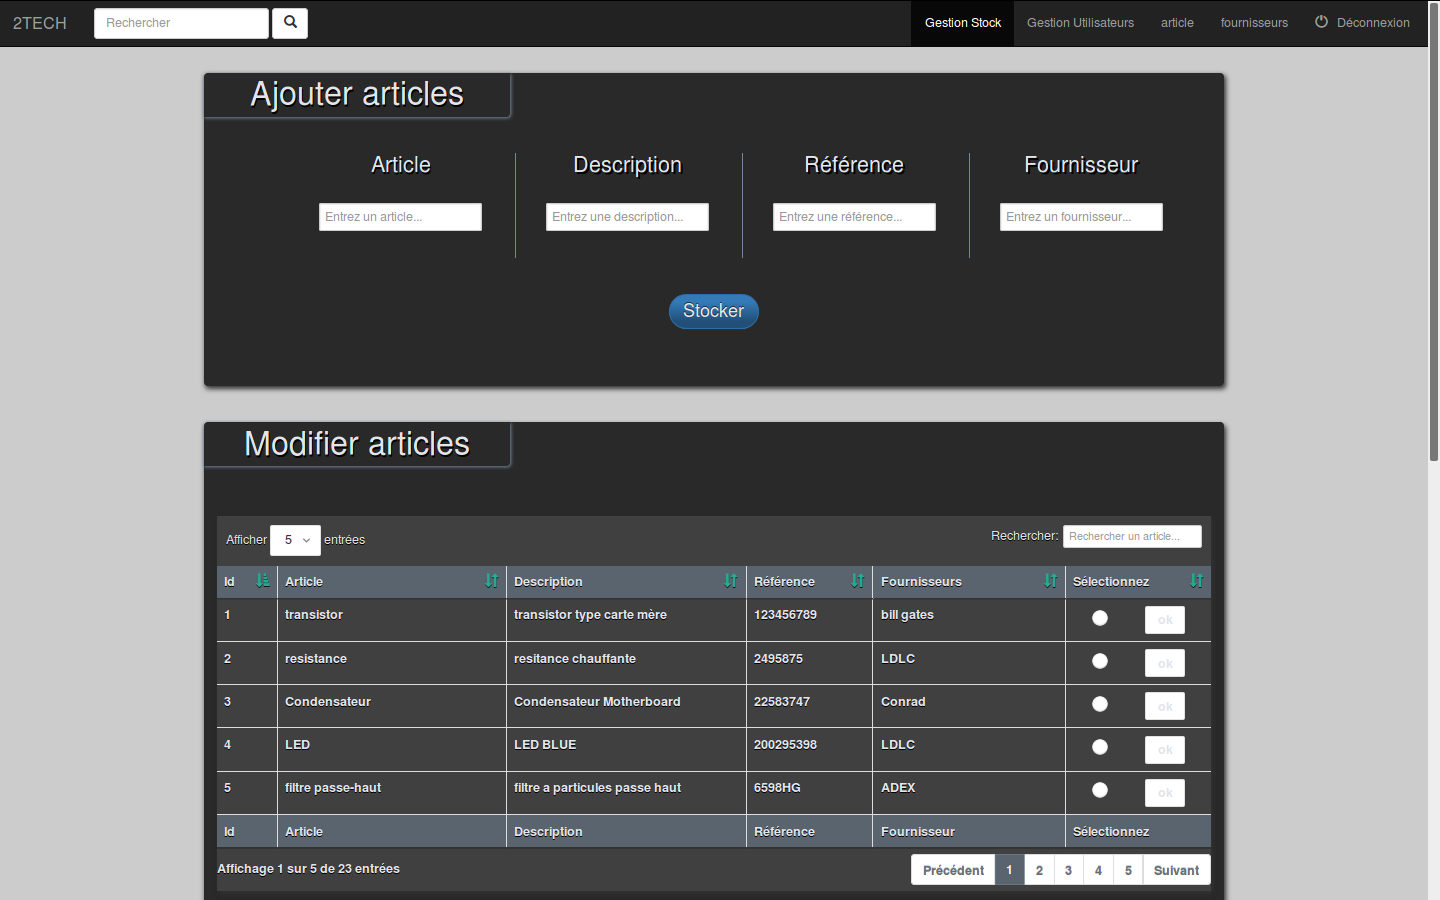 2TECH Rechercher Gestion Stock Gestion Utilisateurs article fournisseurs Déconnexion
Ajouter articles
Article Description Référence Fournisseur
Entrez un article... Entrez une description... Entrez une référence... Entrez un fournisseur...
Stocker
Modifier articles
Afficher 5 entrées Rechercher: Rechercher un article...
Id Article Description Référence Fournisseurs Sélectionnez
1 transistor transistor type carte mère 123456789 bill gates ok
2 resistance resitance chauffante 2495875 LDLC ok
3 Condensateur Condensateur Motherboard 22583747 Conrad ok
4 LED LED BLUE 200295398 LDLC ok
5 filtre passe-haut filtre a particules passe haut 6598HG ADEX ok
Id Article Description Référence Fournisseur Sélectionnez
Affichage 1 sur 5 de 23 entrées Précédent 1 2 3 4 5 Suivant